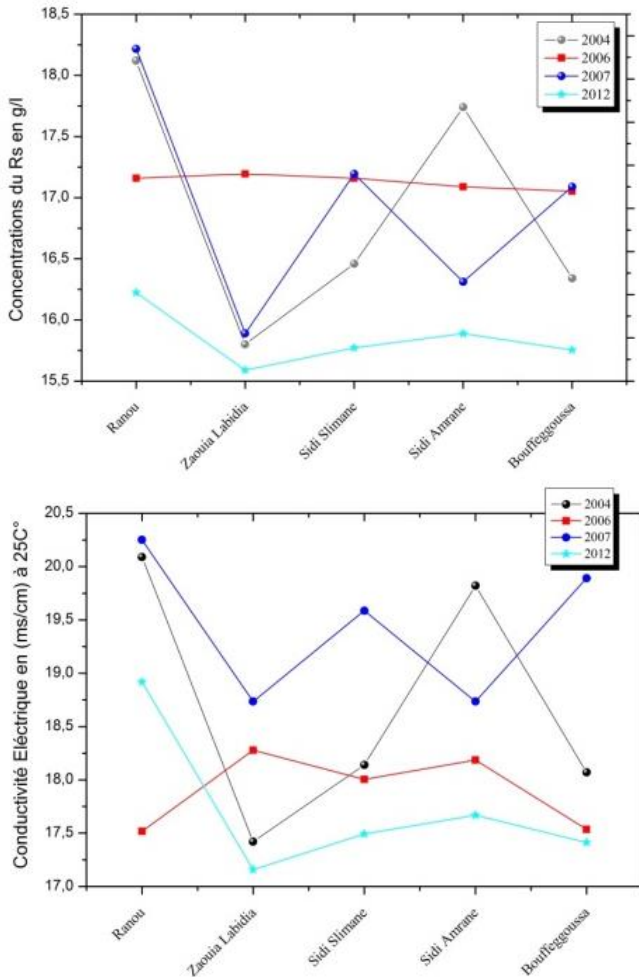 Concentrations du Rs en g/l
18,5
18,0
17,5
17,0
16,5
16,0
15,5
2004
2006
2007
2012
Ranou
Zaouia Labidia
Sidi Slimane
Sidi Amrane
Bouffeggoussa
Conductivité Eléctrique en (ms/cm) à 25C°
20,5
20,0
19,5
19,0
18,5
18,0
17,5
17,0
2004
2006
2007
2012
Ranou
Zaouia Labidia
Sidi Slimane
Sidi Amrane
Bouffeggoussa